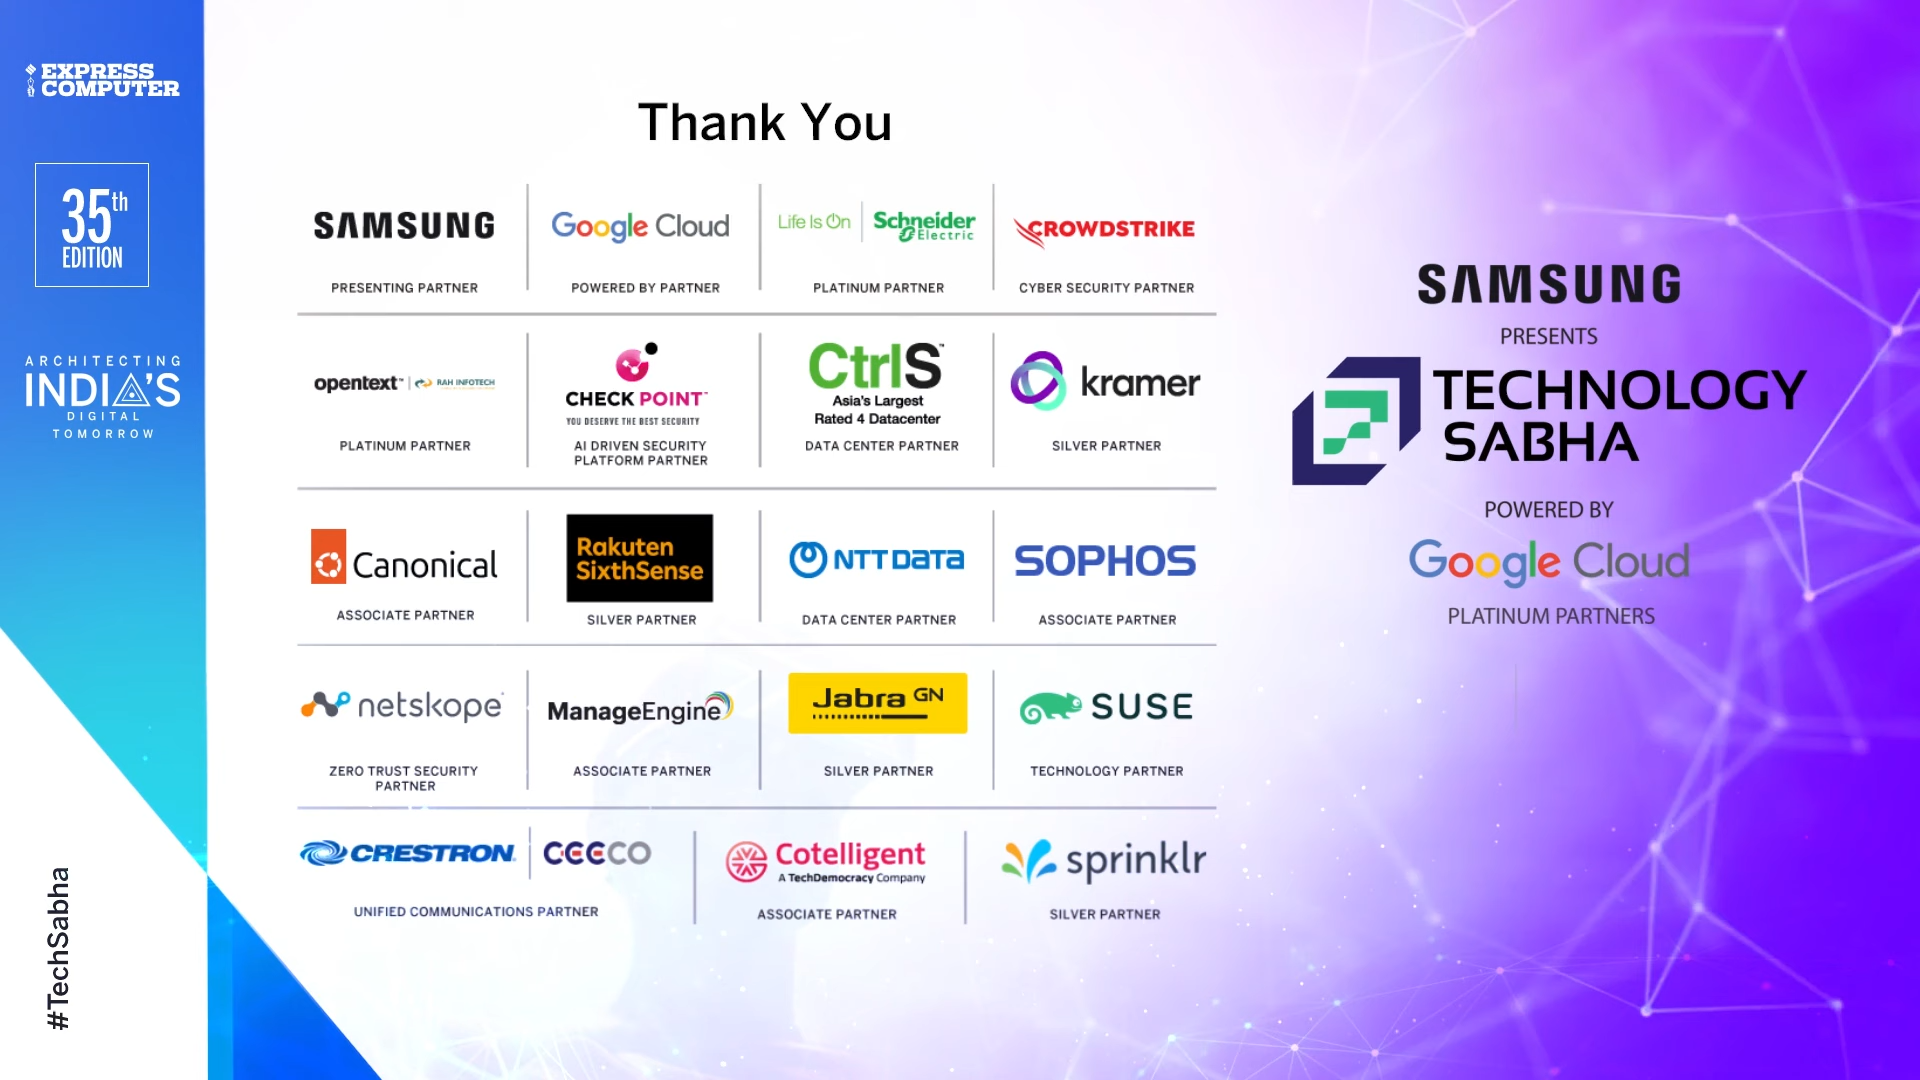 EXPRESS
COMPUTER
35th
EDITION
ARCHITECTING
INDIA'S
DIGITAL
TOMORROW
#TechSabha
Thank You
SAMSUNG
PRESENTING PARTNER
Google Cloud
POWERED BY PARTNER
Life Is On | Schneider Electric
PLATINUM PARTNER
CROWDSTRIKE
CYBER SECURITY PARTNER
opentext™ | RAH INFOTECH
PLATINUM PARTNER
CHECK POINT™
YOU DESERVE THE BEST SECURITY
AI DRIVEN SECURITY
PLATFORM PARTNER
CtrlS™
Asia's Largest
Rated 4 Datacenter
DATA CENTER PARTNER
kramer
SILVER PARTNER
Canonical
ASSOCIATE PARTNER
Rakuten
SixthSense
SILVER PARTNER
NTT DATA
DATA CENTER PARTNER
SOPHOS
ASSOCIATE PARTNER
netskope
ZERO TRUST SECURITY
PARTNER
ManageEngine
ASSOCIATE PARTNER
Jabra GN
SILVER PARTNER
SUSE
TECHNOLOGY PARTNER
CRESTRON | CEECO
UNIFIED COMMUNICATIONS PARTNER
Cotelligent
A TechDemocracy Company
ASSOCIATE PARTNER
sprinklr
SILVER PARTNER
SAMSUNG
PRESENTS
TECHNOLOGY
SABHA
POWERED BY
Google Cloud
PLATINUM PARTNERS